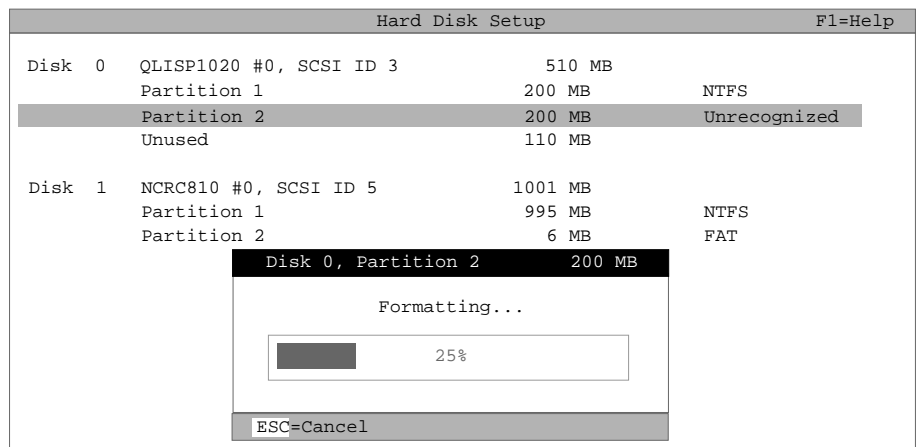 Hard Disk Setup F1=Help
Disk 0 QLISP1020 #0, SCSI ID 3 510 MB
Partition 1 200 MB NTFS
Partition 2 200 MB Unrecognized
Unused 110 MB
Disk 1 NCRC810 #0, SCSI ID 5 1001 MB
Partition 1 995 MB NTFS
Partition 2 6 MB FAT
Disk 0, Partition 2 200 MB
Formatting...
25%
ESC=Cancel